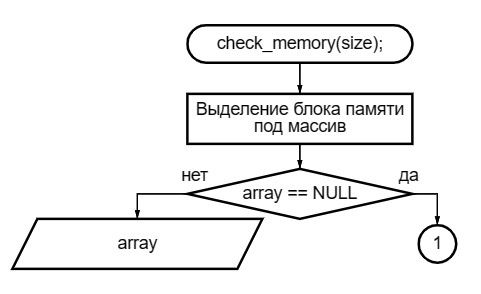 check_memory(size);
Выделение блока памяти
под массив
нет
да
array == NULL
array
1